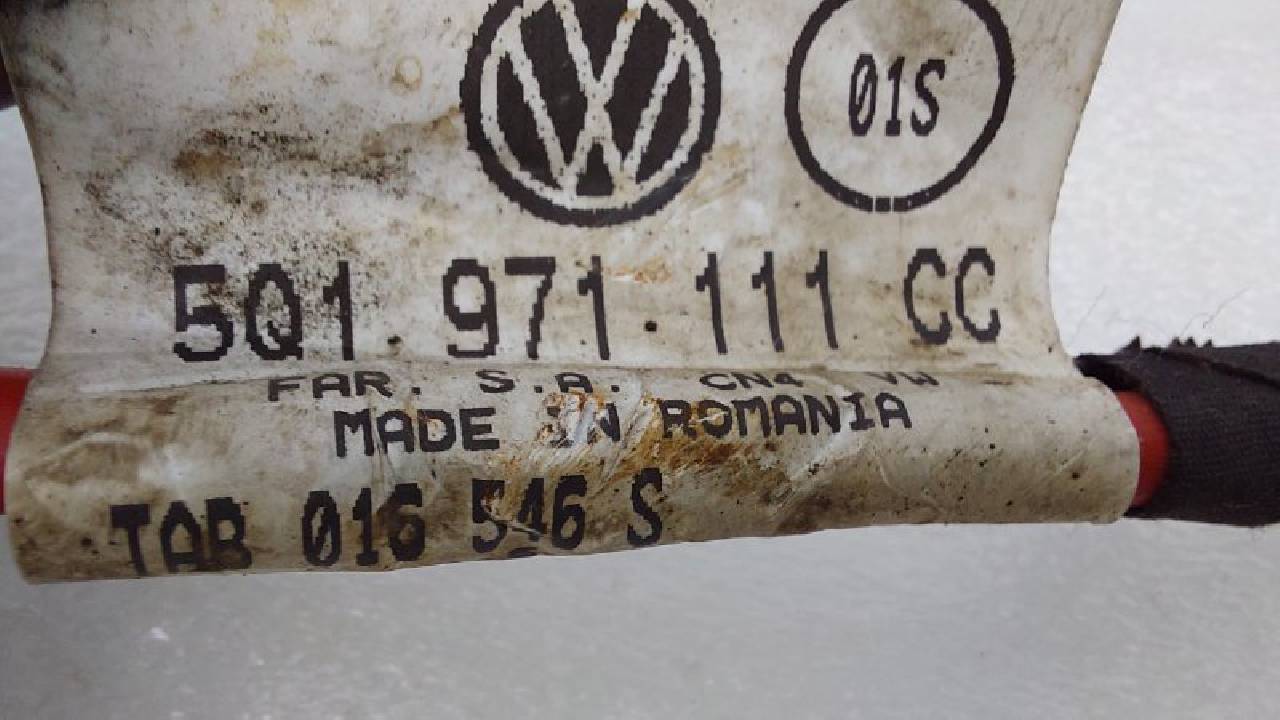 01S
5Q1 971 111 CC
FAR. S.A. CN4 VW
MADE IN ROMANIA
TAB 016 546 S